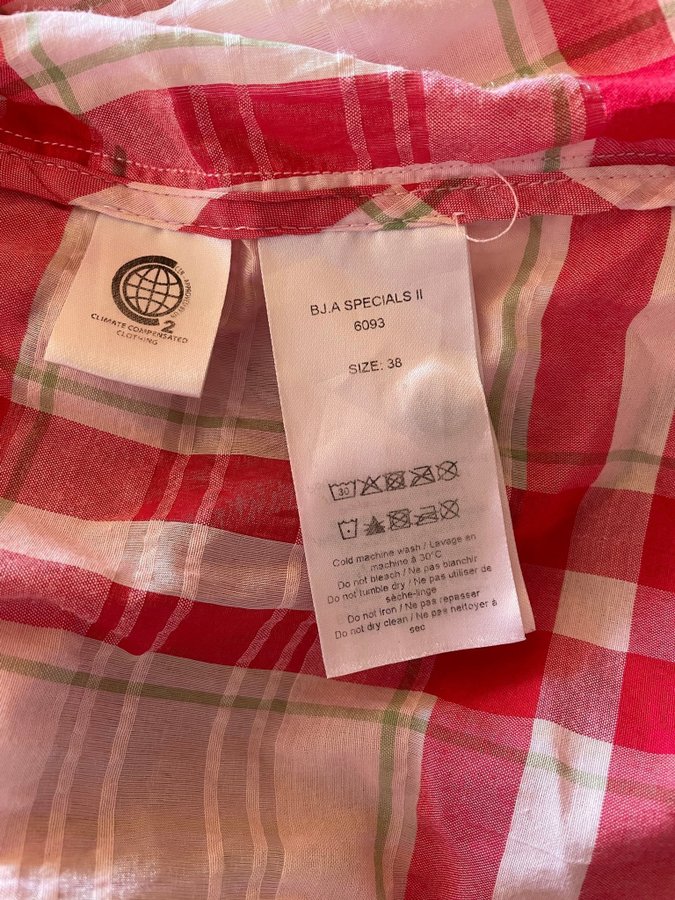 2
CLIMATE COMPENSATED
CLOTHING
BJ.A SPECIALS II
6093
SIZE: 38
30
Cold machine wash / Lavage en
machine à 30°C
Do not bleach / Ne pas blanchir
Do not tumble dry / Ne pas utiliser de
sèche-linge
Do not iron / Ne pas repasser
Do not dry clean / Ne pas nettoyer à
sec